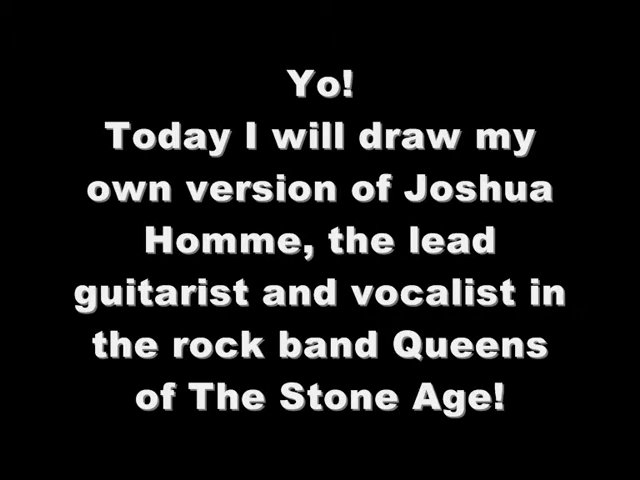 Yo!
Today I will draw my
own version of Joshua
Homme, the lead
guitarist and vocalist in
the rock band Queens
of The Stone Age!